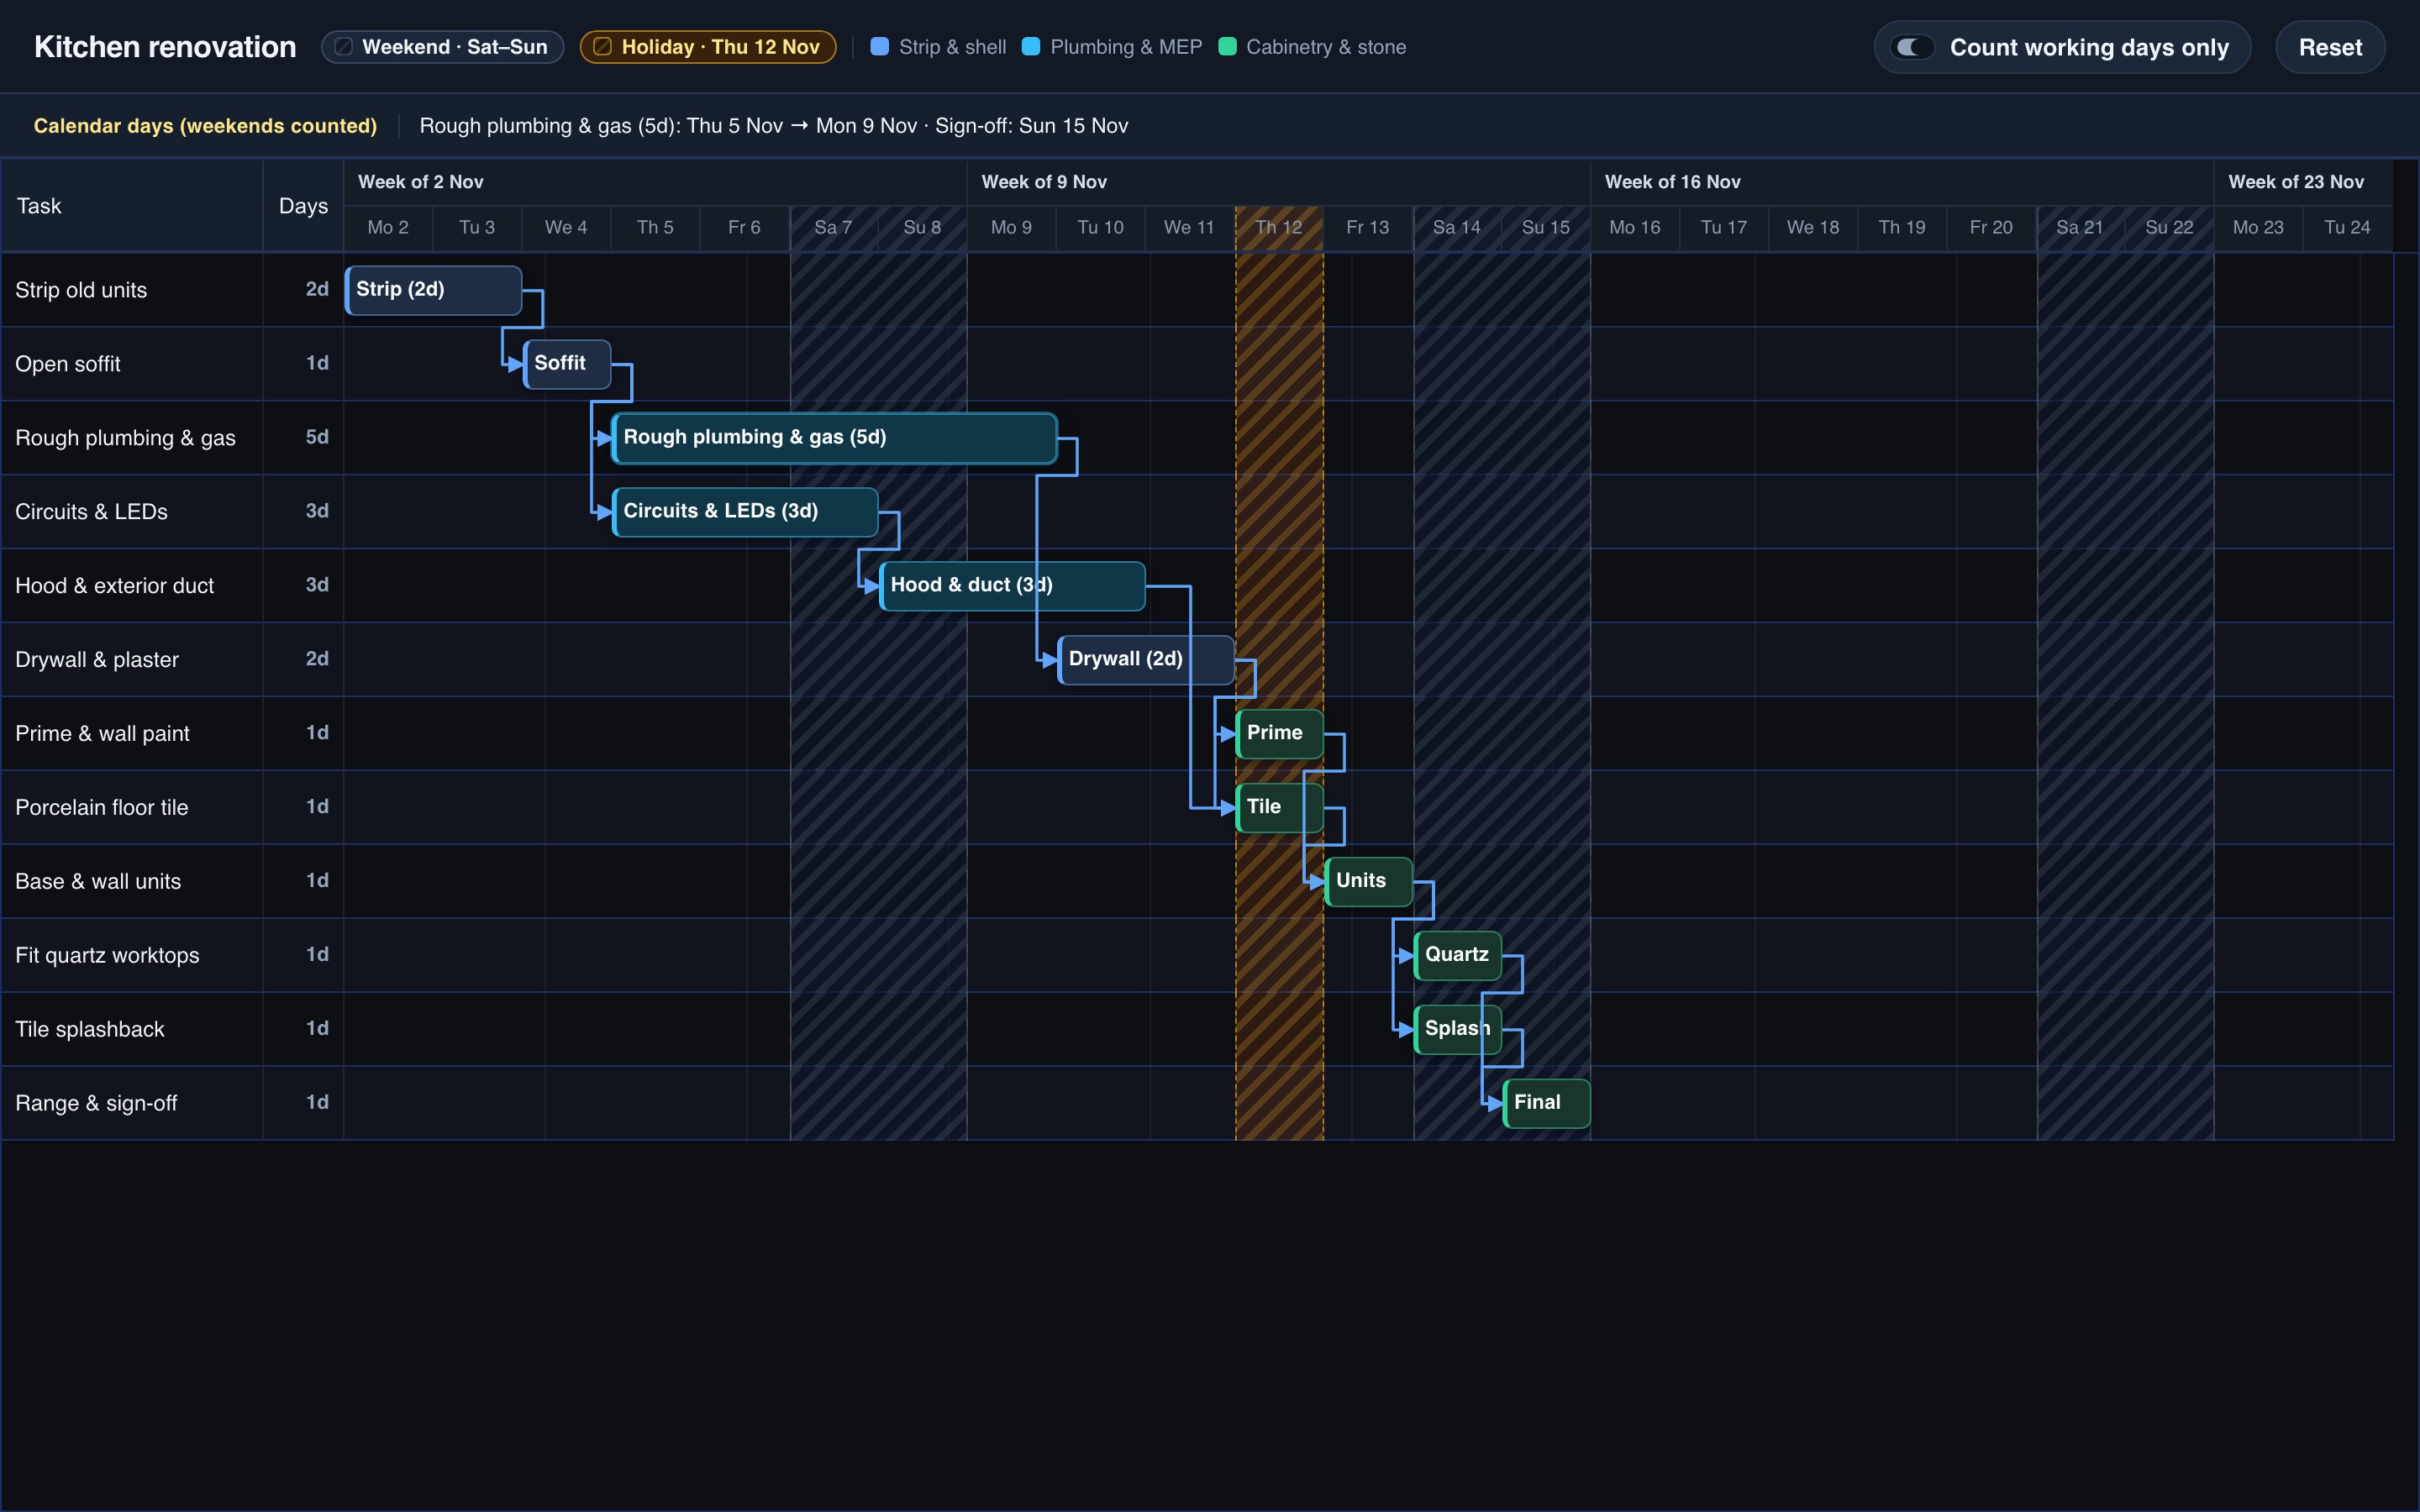 Kitchen renovation
Weekend · Sat–Sun
Holiday · Thu 12 Nov
Strip & shell
Plumbing & MEP
Cabinetry & stone
Count working days only
Reset
Calendar days (weekends counted)
Rough plumbing & gas (5d): Thu 5 Nov → Mon 9 Nov · Sign-off: Sun 15 Nov
Task
Days
Week of 2 Nov
Week of 9 Nov
Week of 16 Nov
Week of 23 Nov
Mo 2
Tu 3
We 4
Th 5
Fr 6
Sa 7
Su 8
Mo 9
Tu 10
We 11
Th 12
Fr 13
Sa 14
Su 15
Mo 16
Tu 17
We 18
Th 19
Fr 20
Sa 21
Su 22
Mo 23
Tu 24
Strip old units
2d
Strip (2d)
Open soffit
1d
Soffit
Rough plumbing & gas
5d
Rough plumbing & gas (5d)
Circuits & LEDs
3d
Circuits & LEDs (3d)
Hood & exterior duct
3d
Hood & duct (3d)
Drywall & plaster
2d
Drywall (2d)
Prime & wall paint
1d
Prime
Porcelain floor tile
1d
Tile
Base & wall units
1d
Units
Fit quartz worktops
1d
Quartz
Tile splashback
1d
Splash
Range & sign-off
1d
Final